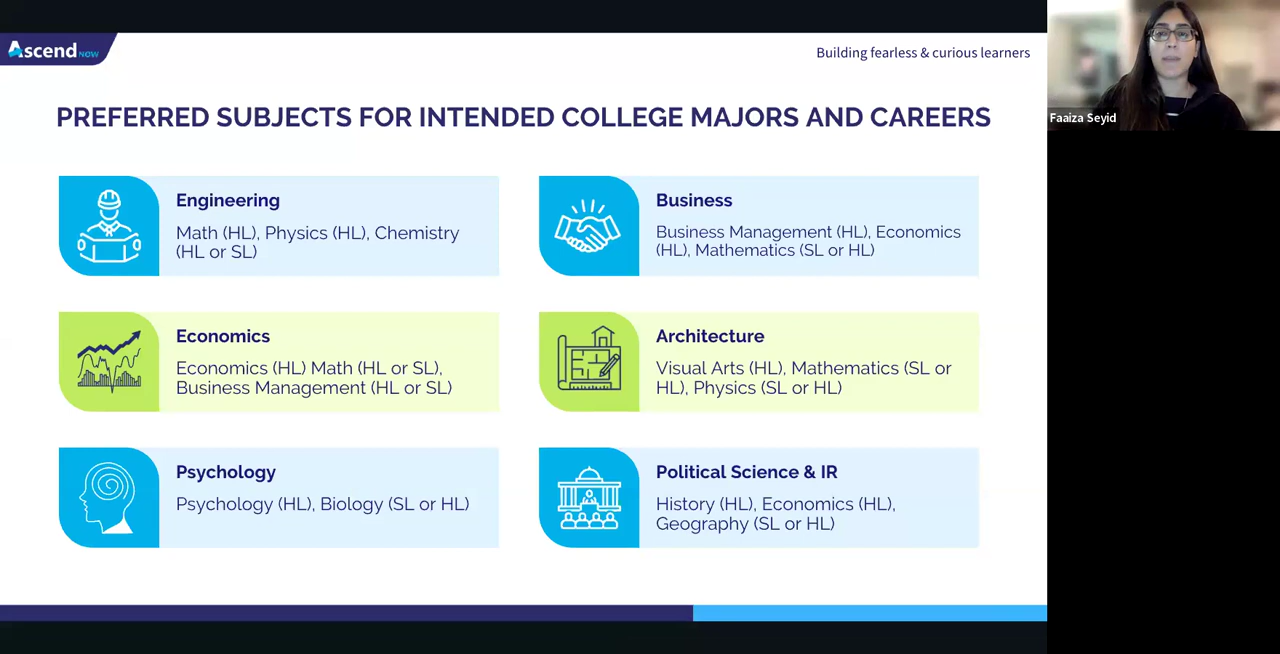 Ascend NOW
Building fearless & curious learners
Faaiza Seyid
PREFERRED SUBJECTS FOR INTENDED COLLEGE MAJORS AND CAREERS
Engineering
Math (HL), Physics (HL), Chemistry
(HL or SL)
Business
Business Management (HL), Economics
(HL), Mathematics (SL or HL)
Economics
Economics (HL) Math (HL or SL),
Business Management (HL or SL)
Architecture
Visual Arts (HL), Mathematics (SL or
HL), Physics (SL or HL)
Psychology
Psychology (HL), Biology (SL or HL)
Political Science & IR
History (HL), Economics (HL),
Geography (SL or HL)